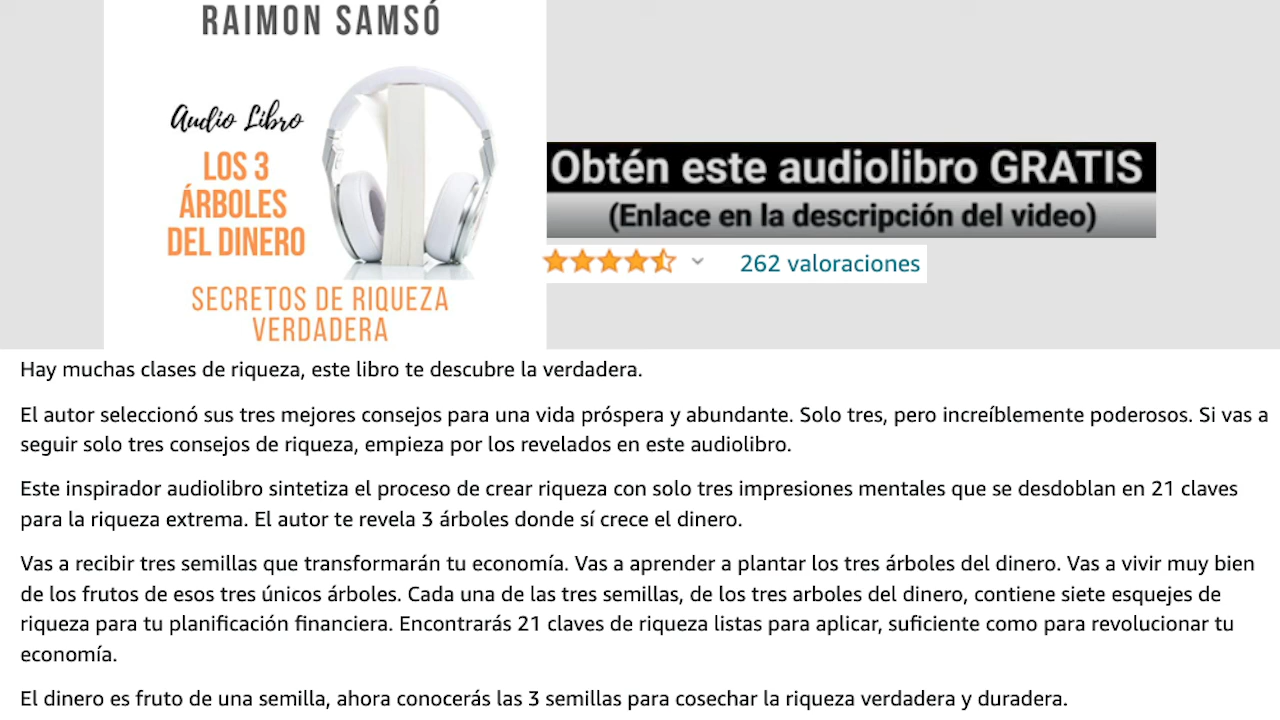 RAIMON SAMSÓ
Audio Libro
LOS 3
ÁRBOLES
DEL DINERO
SECRETOS DE RIQUEZA
VERDADERA
Obtén este audiolibro GRATIS
(Enlace en la descripción del video)
262 valoraciones
Hay muchas clases de riqueza, este libro te descubre la verdadera.
El autor seleccionó sus tres mejores consejos para una vida próspera y abundante. Solo tres, pero increíblemente poderosos. Si vas a
seguir solo tres consejos de riqueza, empieza por los revelados en este audiolibro.
Este inspirador audiolibro sintetiza el proceso de crear riqueza con solo tres impresiones mentales que se desdoblan en 21 claves
para la riqueza extrema. El autor te revela 3 árboles donde sí crece el dinero.
Vas a recibir tres semillas que transformarán tu economía. Vas a aprender a plantar los tres árboles del dinero. Vas a vivir muy bien
de los frutos de esos tres únicos árboles. Cada una de las tres semillas, de los tres arboles del dinero, contiene siete esquejes de
riqueza para tu planificación financiera. Encontrarás 21 claves de riqueza listas para aplicar, suficiente como para revolucionar tu
economía.
El dinero es fruto de una semilla, ahora conocerás las 3 semillas para cosechar la riqueza verdadera y duradera.